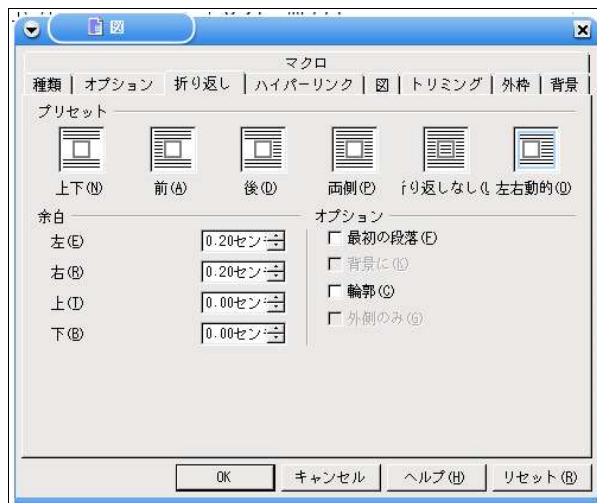 図
マクロ
種類 オプション 折り返し ハイパーリンク 図 トリミング 外枠 背景
プリセット
上下(N) 前(A) 後(D) 両側(P) り返しなし(L 左右動的(O)
余白 オプション
左(E) 0.20セン 最初の段落(F)
右(R) 0.20セン 背景に(K)
上(T) 0.00セン 輪郭(C)
下(B) 0.00セン 外側のみ(G)
OK キャンセル ヘルプ(H) リセット(R)